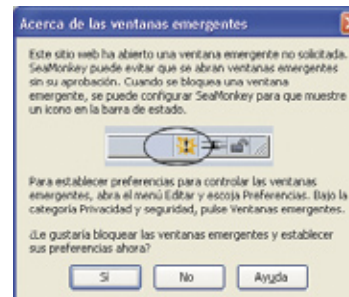 Acerca de las ventanas emergentes
Este sitio web ha abierto una ventana emergente no solicitada.
SeaMonkey puede evitar que se abran ventanas emergentes
sin su aprobación. Cuando se bloquea una ventana
emergente, se puede configurar SeaMonkey para que muestre
un icono en la barra de estado.
Para establecer preferencias para controlar las ventanas
emergentes, abra el menú Editar y escoja Preferencias. Bajo la
categoría Privacidad y seguridad, pulse Ventanas emergentes.
¿Le gustaría bloquear las ventanas emergentes y establecer
sus preferencias ahora?
Sí
No
Ayuda